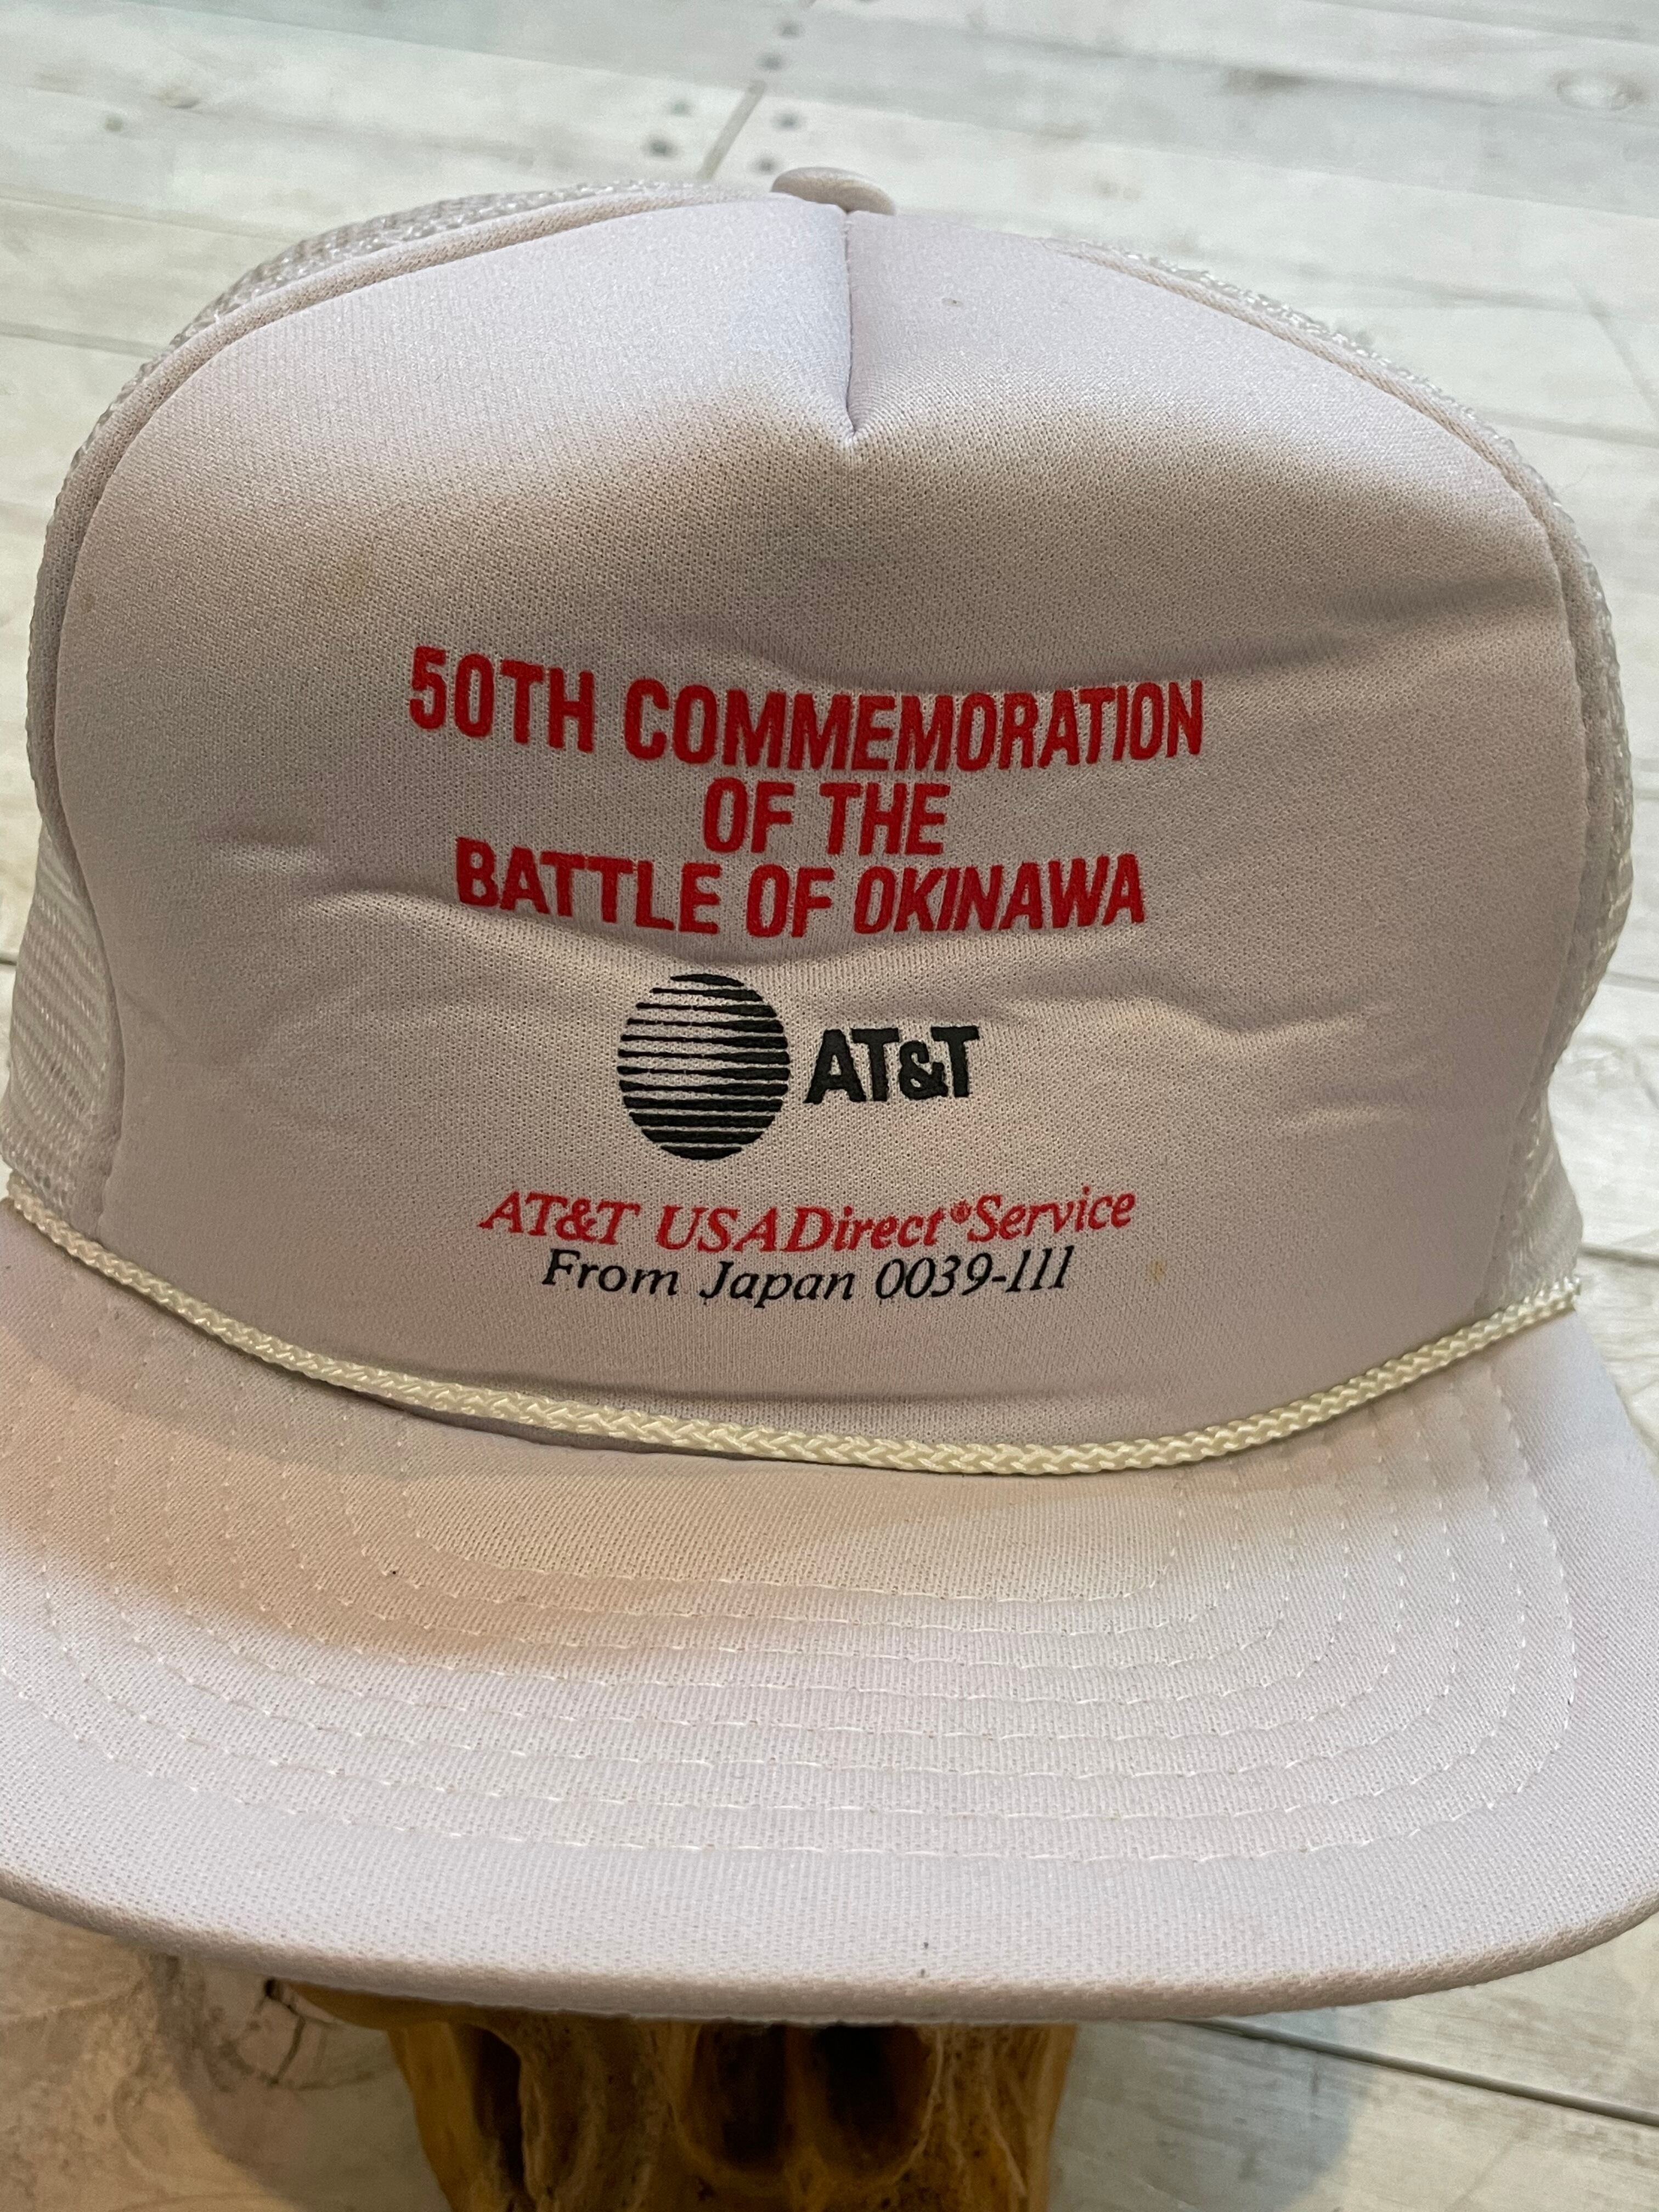 50TH COMMEMORATION
OF THE
BATTLE OF OKINAWA
AT&T
AT&T USADirect®Service
From Japan 0039-111